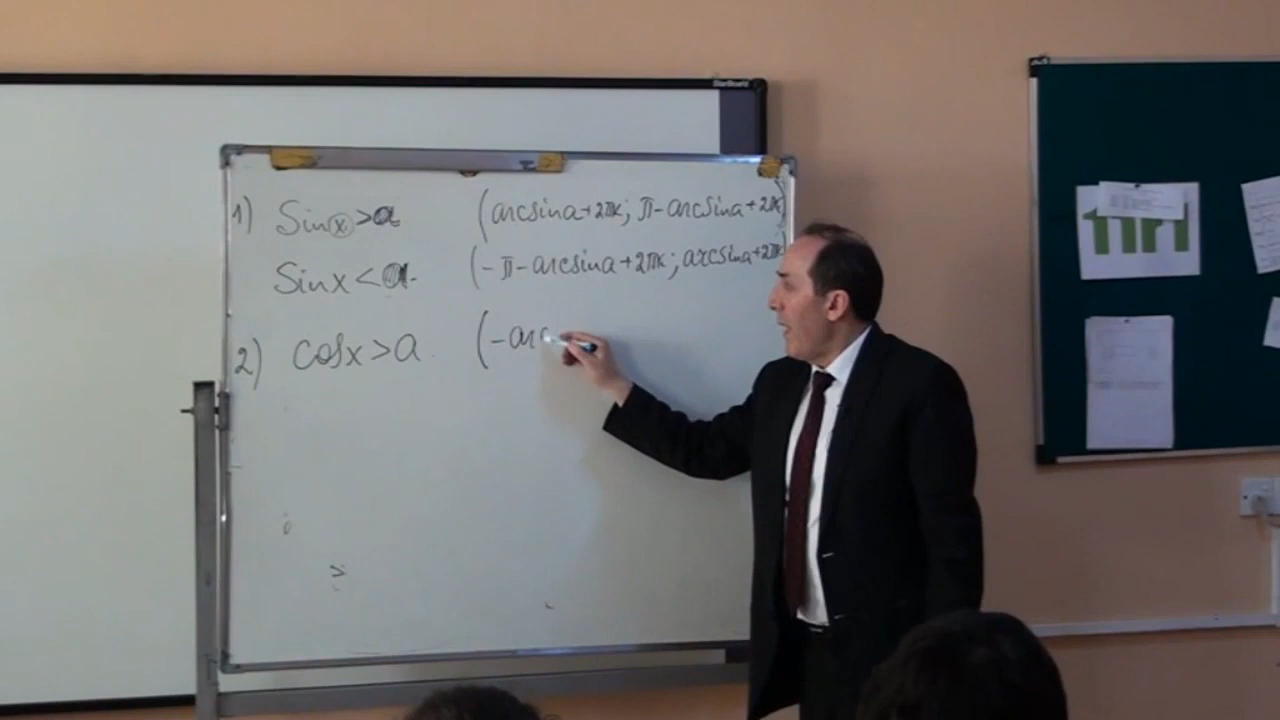 1) Sinx>a (arcsina+2πk; π-arcsina+2πk)
Sinx<a. (-π-arcsina+2πk; arcsina+2πk)
2) cosx>a. (-arc
>